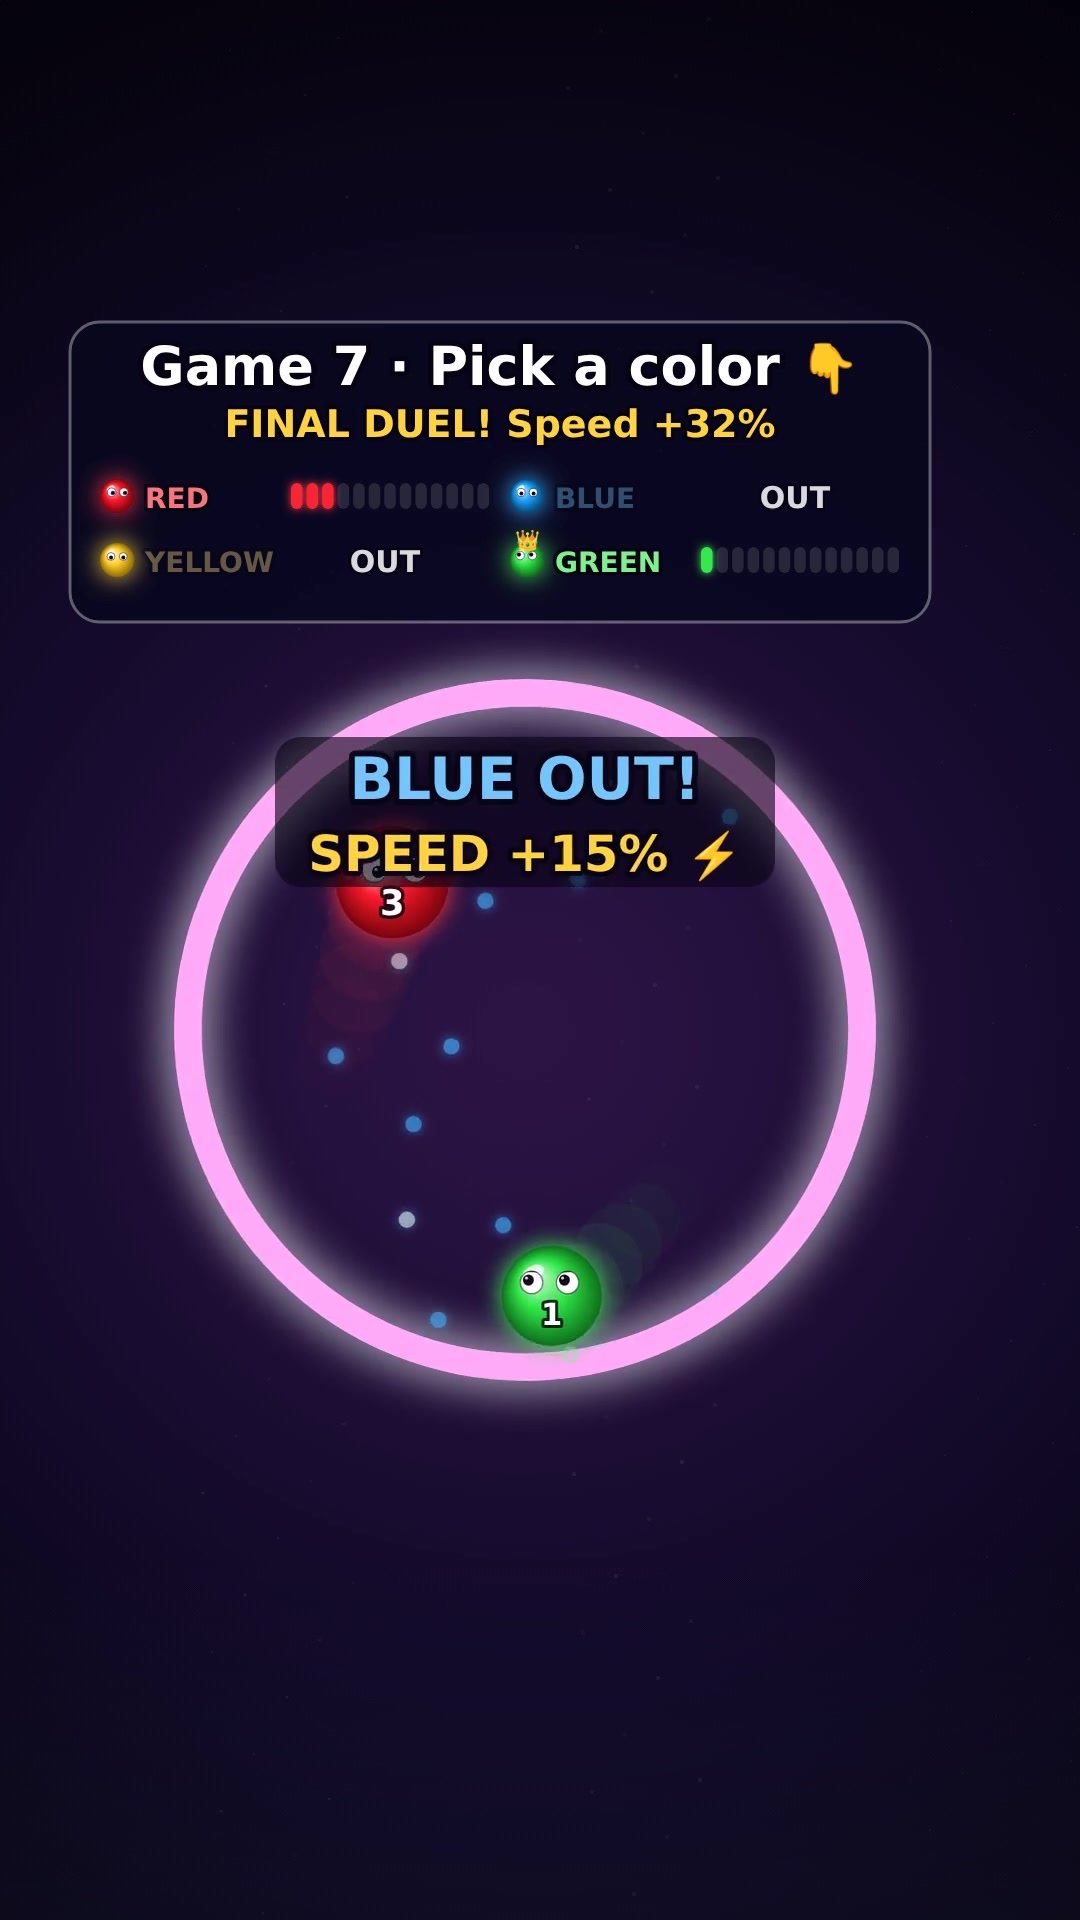 Game 7 · Pick a color 👇
FINAL DUEL! Speed +32%
RED
BLUE OUT
YELLOW OUT
GREEN
BLUE OUT!
SPEED +15% ⚡
3
1